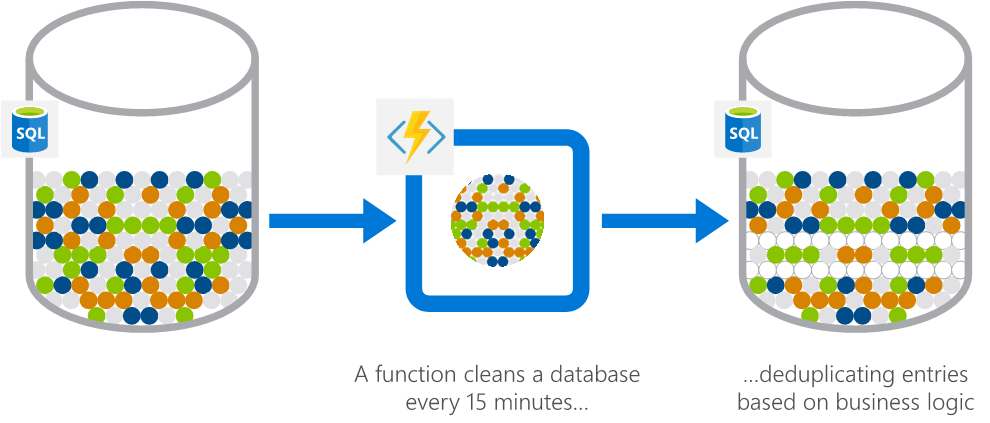 SQL
SQL
A function cleans a database
every 15 minutes...
...deduplicating entries
based on business logic